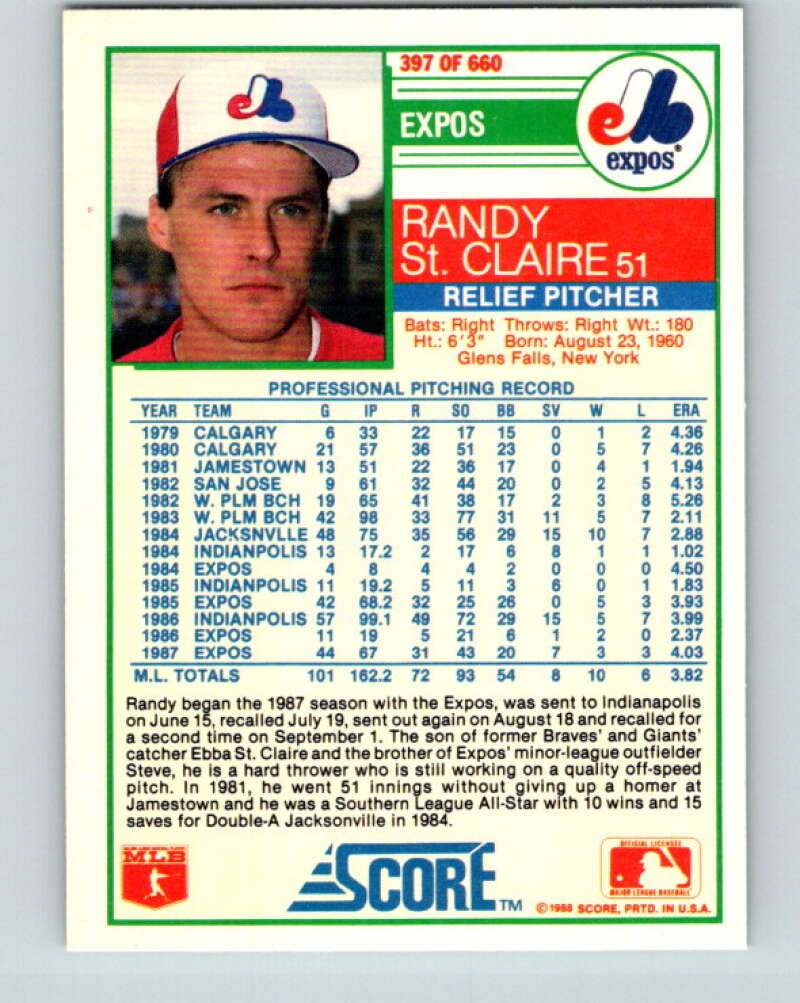 397 OF 660
EXPOS
expos®
RANDY
St. CLAIRE 51
RELIEF PITCHER
Bats: Right Throws: Right Wt.: 180
Ht.: 6'3" Born: August 23, 1960
Glens Falls, New York
PROFESSIONAL PITCHING RECORD
YEAR TEAM G IP R SO BB SV W L ERA
1979 CALGARY 6 33 22 17 15 0 1 2 4.36
1980 CALGARY 21 57 36 51 23 0 5 7 4.26
1981 JAMESTOWN 13 51 22 36 17 0 4 1 1.94
1982 SAN JOSE 9 61 32 44 20 0 2 5 4.13
1982 W. PLM BCH 19 65 41 38 17 2 3 8 5.26
1983 W. PLM BCH 42 98 33 77 31 11 5 7 2.11
1984 JACKSNVLLE 48 75 35 56 29 15 10 7 2.88
1984 INDIANPOLIS 13 17.2 2 17 6 8 1 1 1.02
1984 EXPOS 4 8 4 4 2 0 0 0 4.50
1985 INDIANPOLIS 11 19.2 5 11 3 6 0 1 1.83
1985 EXPOS 42 68.2 32 25 26 0 5 3 3.93
1986 INDIANPOLIS 57 99.1 49 72 29 15 5 7 3.99
1986 EXPOS 11 19 5 21 6 1 2 0 2.37
1987 EXPOS 44 67 31 43 20 7 3 3 4.03
M.L. TOTALS 101 162.2 72 93 54 8 10 6 3.82
Randy began the 1987 season with the Expos, was sent to Indianapolis
on June 15, recalled July 19, sent out again on August 18 and recalled for
a second time on September 1. The son of former Braves' and Giants'
catcher Ebba St. Claire and the brother of Expos' minor-league outfielder
Steve, he is a hard thrower who is still working on a quality off-speed
pitch. In 1981, he went 51 innings without giving up a homer at
Jamestown and he was a Southern League All-Star with 10 wins and 15
saves for Double-A Jacksonville in 1984.
MLB
SCORE™
OFFICIAL LICENSEE
MAJOR LEAGUE BASEBALL
©1988 SCORE, PRTD. IN U.S.A.